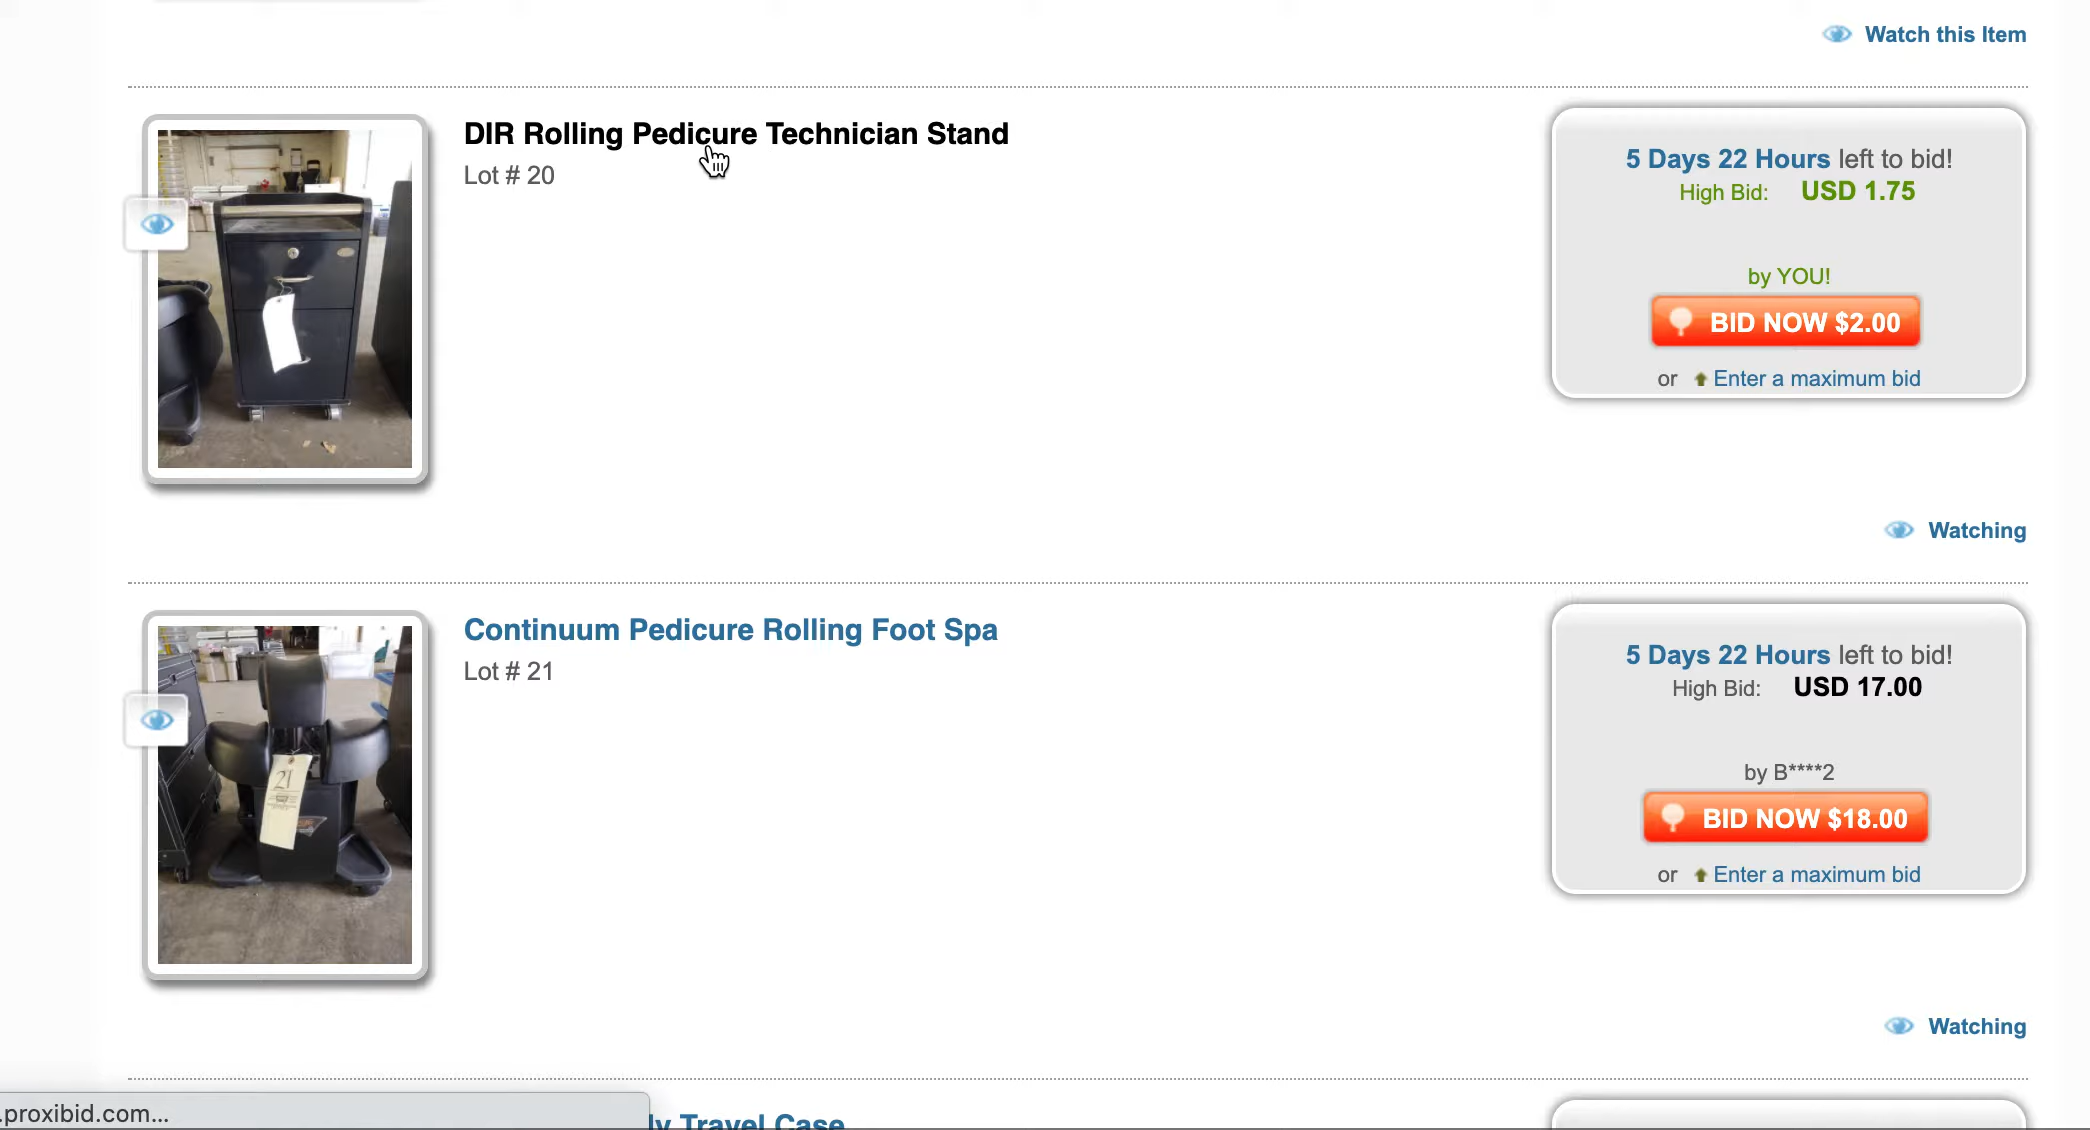 Watch this Item
DIR Rolling Pedicure Technician Stand
Lot # 20
5 Days 22 Hours left to bid!
High Bid: USD 1.75
by YOU!
BID NOW $2.00
or Enter a maximum bid
Watching
Continuum Pedicure Rolling Foot Spa
Lot # 21
21
5 Days 22 Hours left to bid!
High Bid: USD 17.00
by B****2
BID NOW $18.00
or Enter a maximum bid
Watching
.proxibid.com...
Travel Case